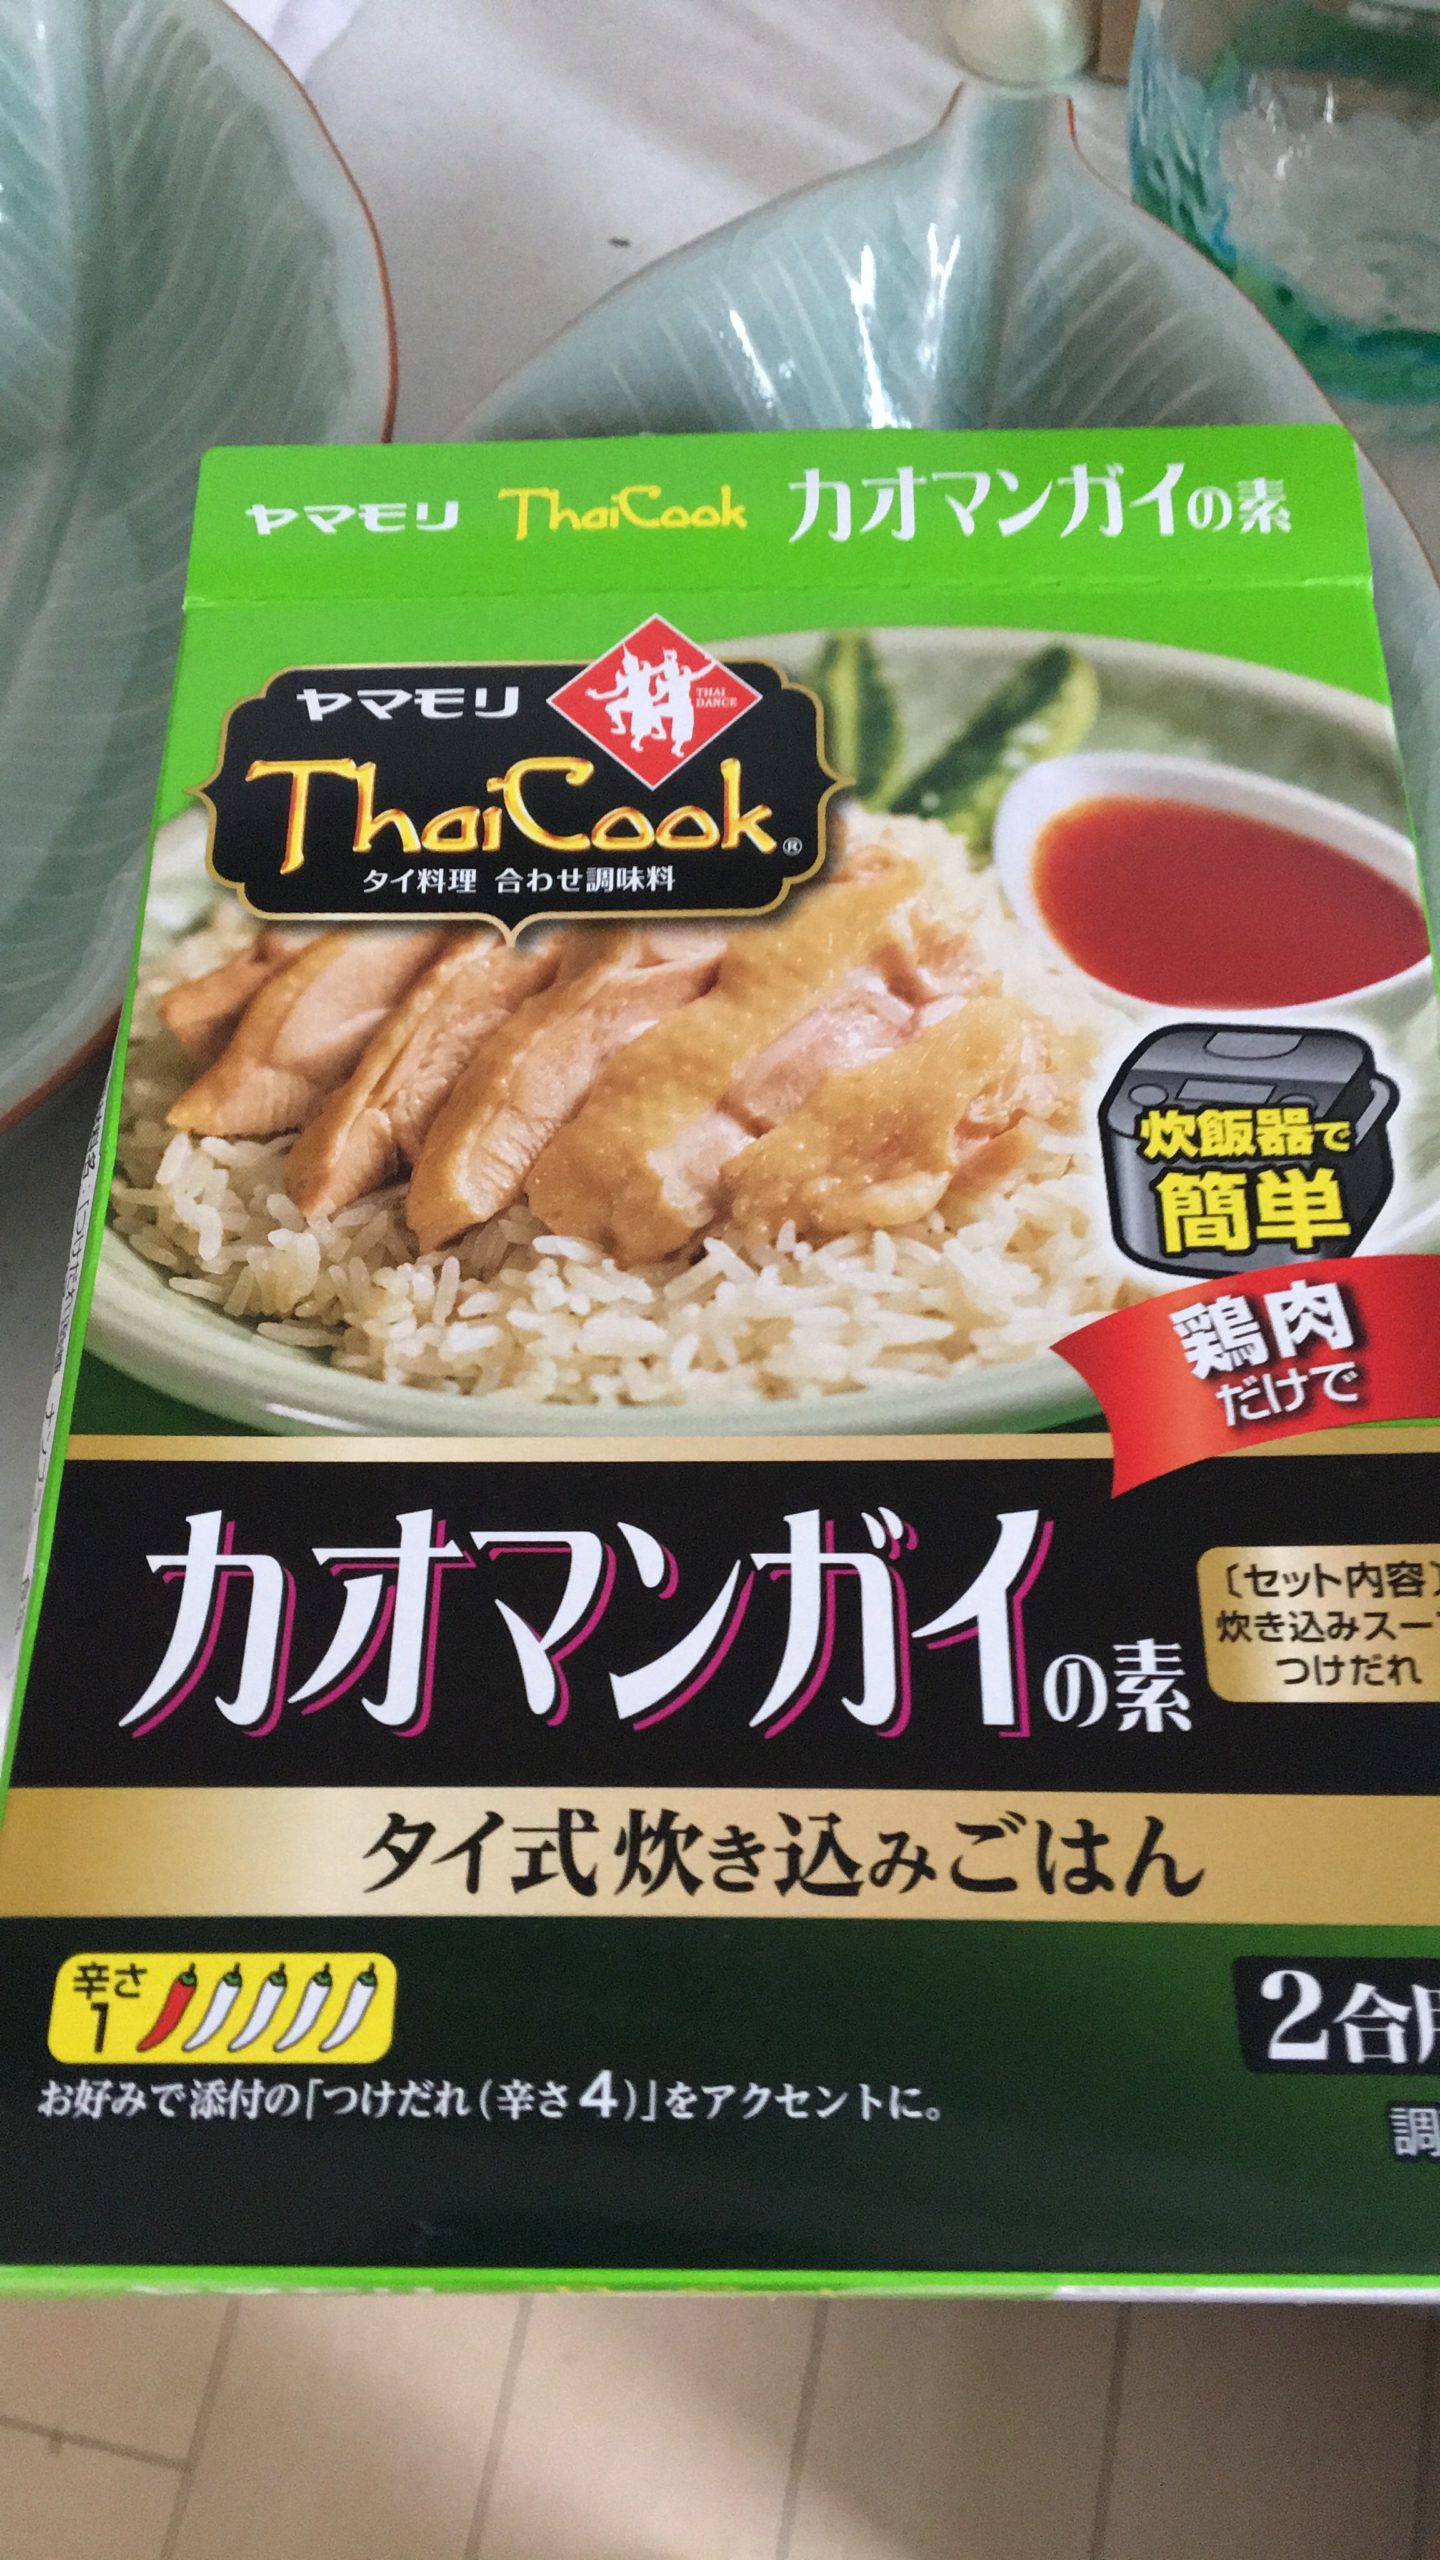 ヤマモリ ThaiCook カオマンガイの素
ヤマモリ
THAI
DANCE
ThaiCook®
タイ料理 合わせ調味料
炊飯器で
簡単
鶏肉
だけで
カオマンガイの素
〔セット内容〕
炊き込みスー
つけだれ
タイ式炊き込みごはん
辛さ
1
2合
お好みで添付の「つけだれ(辛さ4)」をアクセントに。
調